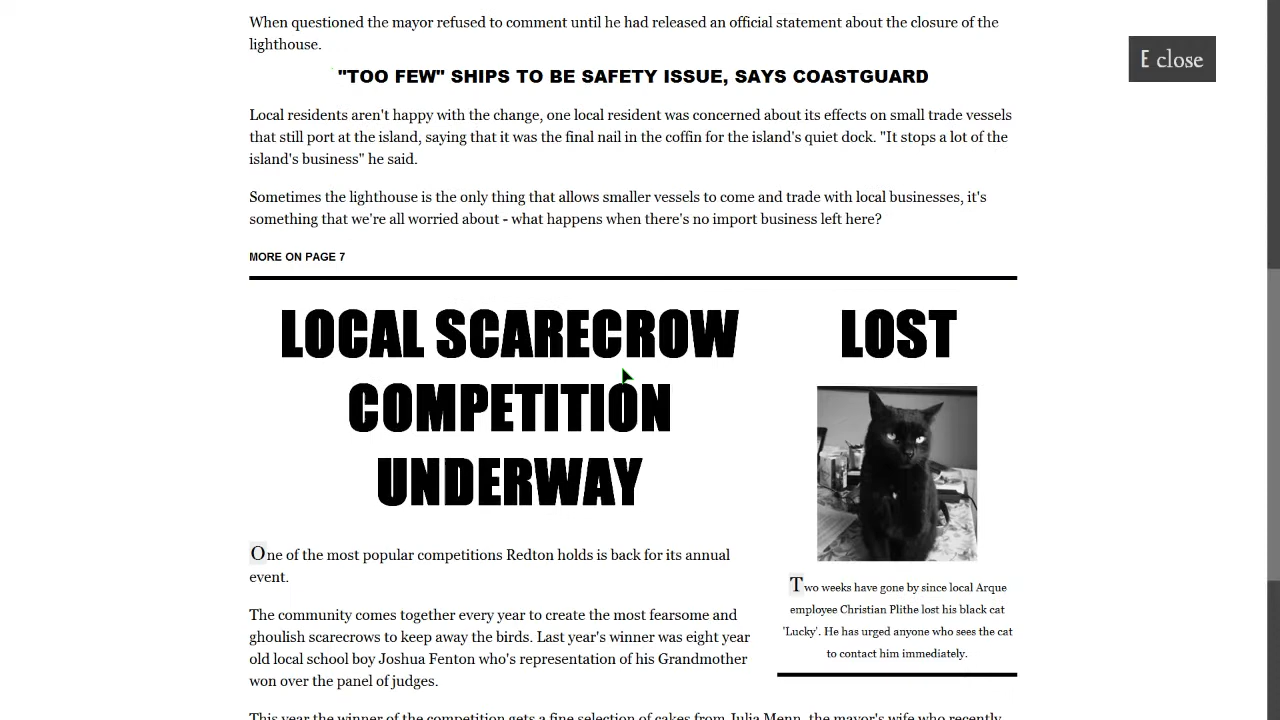 When questioned the mayor refused to comment until he had released an official statement about the closure of the
lighthouse.
E close
"TOO FEW" SHIPS TO BE SAFETY ISSUE, SAYS COASTGUARD
Local residents aren't happy with the change, one local resident was concerned about its effects on small trade vessels
that still port at the island, saying that it was the final nail in the coffin for the island's quiet dock. "It stops a lot of the
island's business" he said.
Sometimes the lighthouse is the only thing that allows smaller vessels to come and trade with local businesses, it's
something that we're all worried about - what happens when there's no import business left here?
MORE ON PAGE 7
LOCAL SCARECROW
COMPETITION
UNDERWAY
One of the most popular competitions Redton holds is back for its annual
event.
The community comes together every year to create the most fearsome and
ghoulish scarecrows to keep away the birds. Last year's winner was eight year
old local school boy Joshua Fenton who's representation of his Grandmother
won over the panel of judges.
This year the winner of the competition gets a fine selection of cakes from Julia Menn, the mayor's wife who recently
LOST
Two weeks have gone by since local Arque
employee Christian Plithe lost his black cat
'Lucky'. He has urged anyone who sees the cat
to contact him immediately.